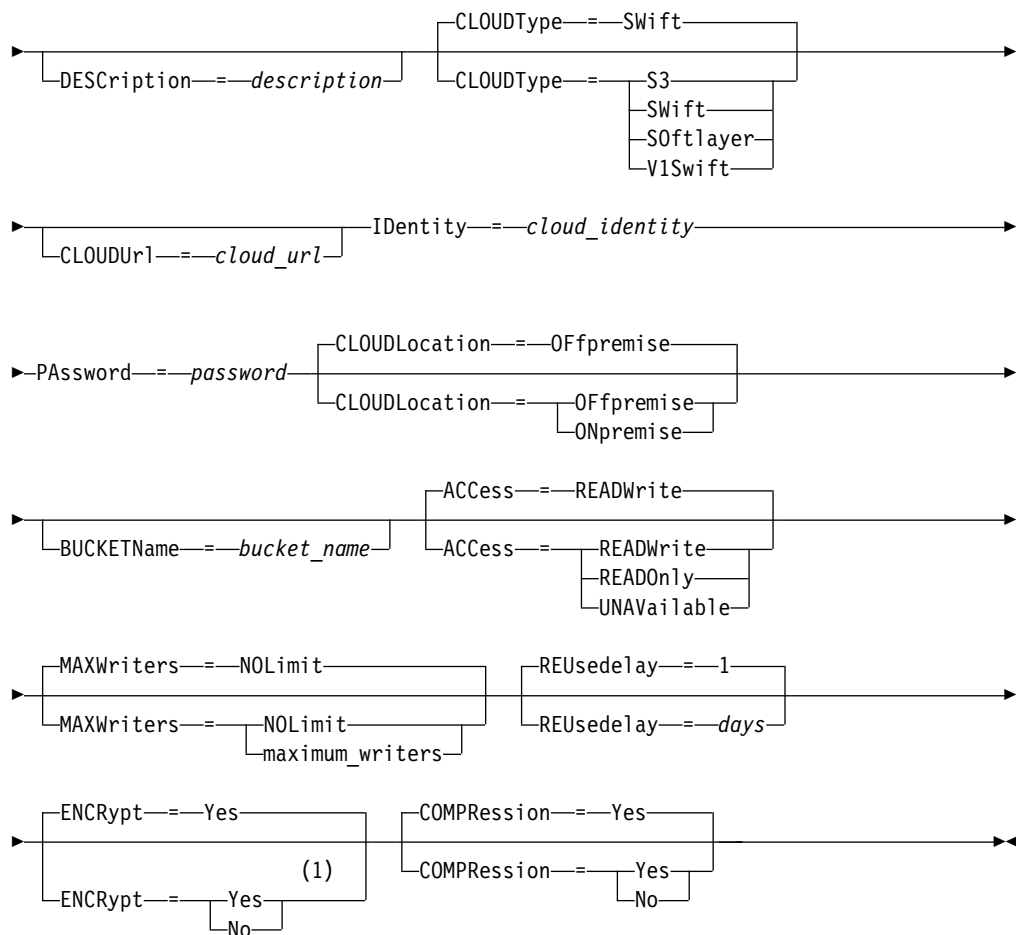 CLOUDType = SWift
DESCription = description
CLOUDType = S3
SWift
SOftlayer
V1Swift
CLOUDUrl = cloud_url
IDentity = cloud_identity
CLOUDLocation = OFfpremise
PAssword = password
CLOUDLocation = OFfpremise
ONpremise
ACCess = READWrite
BUCKETName = bucket_name
ACCess = READWrite
READOnly
UNAVailable
MAXWriters = NOLimit
REUsedelay = 1
MAXWriters = NOLimit
maximum_writers
REUsedelay = days
ENCRypt = Yes
COMPRession = Yes
(1)
ENCRypt = Yes
No
COMPRession = Yes
No